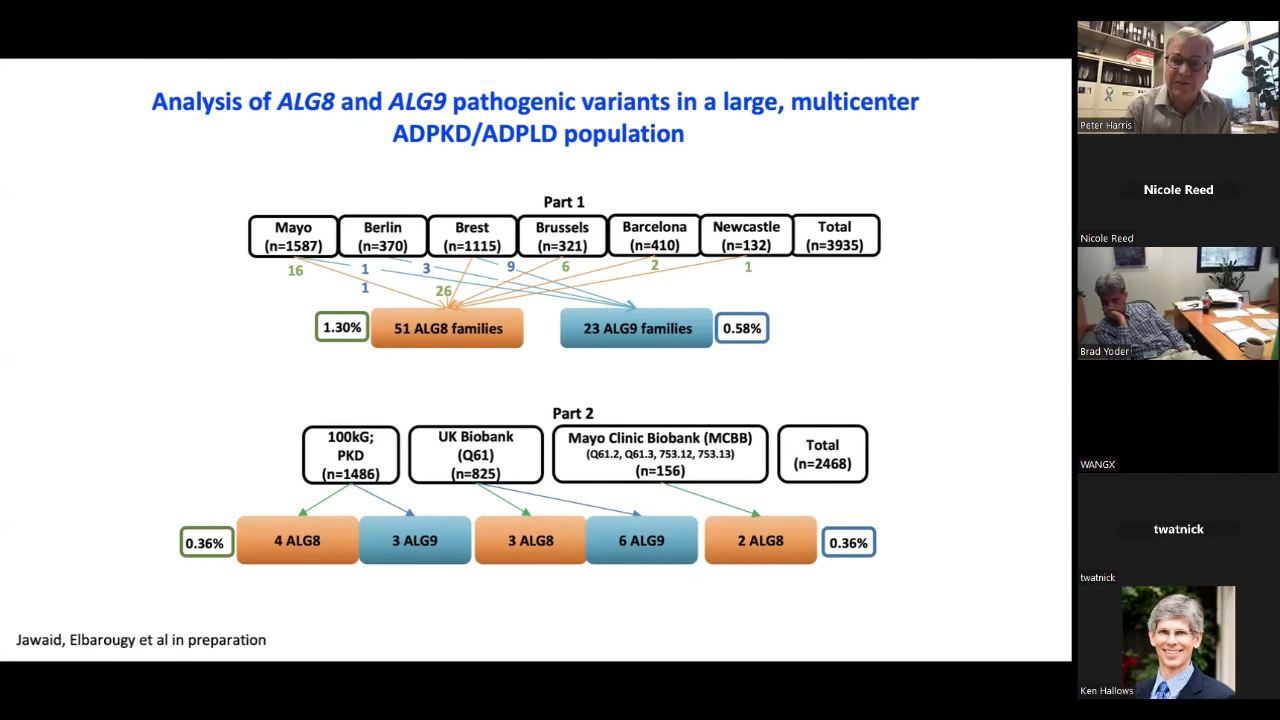 Analysis of ALG8 and ALG9 pathogenic variants in a large, multicenter
ADPKD/ADPLD population
Part 1
Mayo
(n=1587)
Berlin
(n=370)
Brest
(n=1115)
Brussels
(n=321)
Barcelona
(n=410)
Newcastle
(n=132)
Total
(n=3935)
16
1
1
3
26
9
6
2
1
1.30%
51 ALG8 families
23 ALG9 families
0.58%
Part 2
100kG;
PKD
(n=1486)
UK Biobank
(Q61)
(n=825)
Mayo Clinic Biobank (MCBB)
(Q61.2, Q61.3, 753.12, 753.13)
(n=156)
Total
(n=2468)
0.36%
4 ALG8
3 ALG9
3 ALG8
6 ALG9
2 ALG8
0.36%
Jawaid, Elbarougy et al in preparation
Peter Harris
Nicole Reed
Nicole Reed
Brad Yoder
WANGX
twatnick
twatnick
Ken Hallows